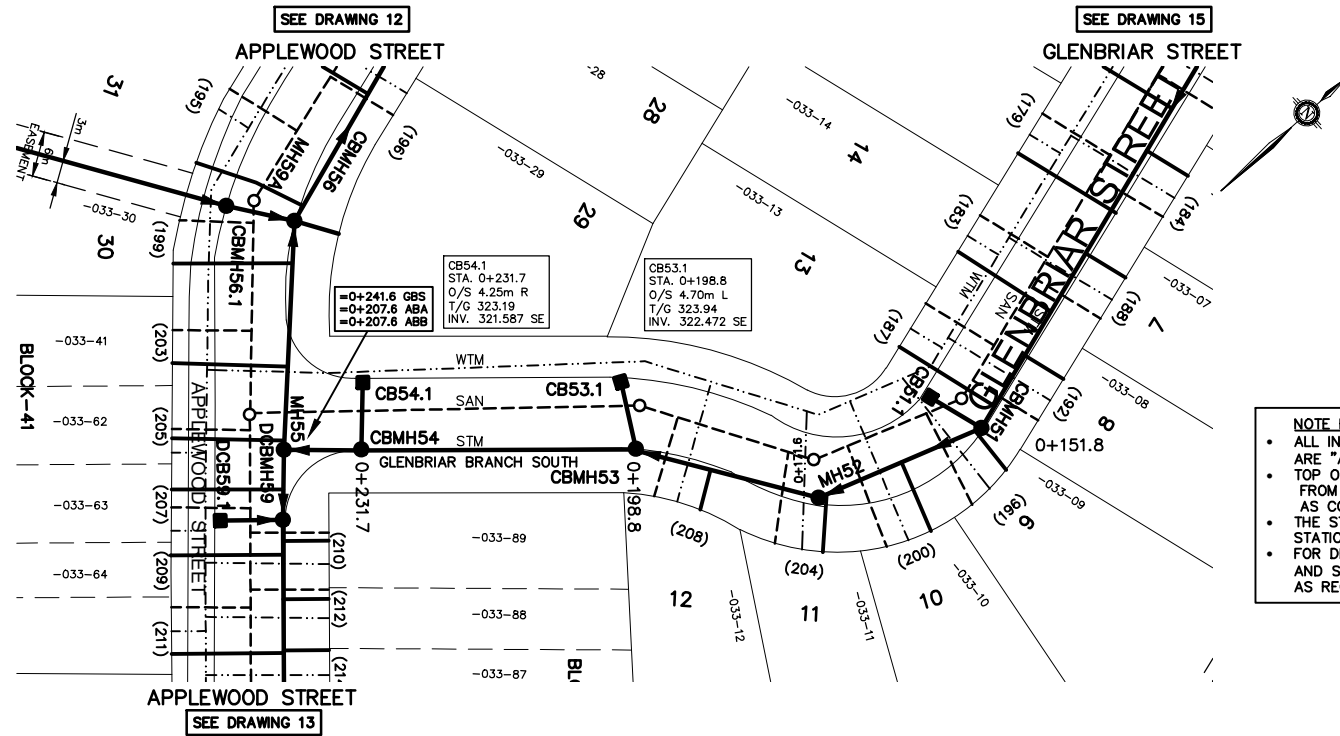 SEE DRAWING 12
APPLEWOOD STREET
SEE DRAWING 15
GLENBRIAR STREET
31
(195)
MH59A
CBMH56
(196)
-033-28
28
-033-29
29
-033-14
14
-033-13
13
(179)
(183)
(184)
GLENBRIAR STREET
WTM
SAN
(187)
(188)
-033-07
7
3m
6m
EASEMENT
-033-30
30
(199)
CBMH56.1
=0+241.6 GBS
=0+207.6 ABA
=0+207.6 ABB
CB54.1
STA. 0+231.7
O/S 4.25m R
T/G 323.19
INV. 321.587 SE
CB53.1
STA. 0+198.8
O/S 4.70m L
T/G 323.94
INV. 322.472 SE
-033-41
(203)
BLOCK-41
WTM
CB54.1
CB53.1
CB51.1
CBMH51
(192)
-033-08
8
0+151.8
-033-62
(205)
APPLEWOOD STREET
MH55
SAN
CBMH54
STM
GLENBRIAR BRANCH SOUTH
CBMH53
0+231.7
0+198.8
0+171.6
MH52
-033-63
(207)
DCB59.1
DCBMH59
(196)
-033-09
9
(200)
(204)
(208)
-033-64
(209)
(210)
-033-89
12
-033-12
11
-033-11
10
-033-10
(211)
(212)
-033-88
-033-87
N
NOTE
• ALL IN
ARE "A
• TOP O
FROM
AS CO
• THE S
STATIO
• FOR D
AND S
AS RE
APPLEWOOD STREET
SEE DRAWING 13